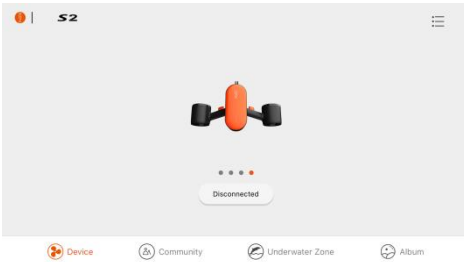 S2
Disconnected
Device
Community
Underwater Zone
Album